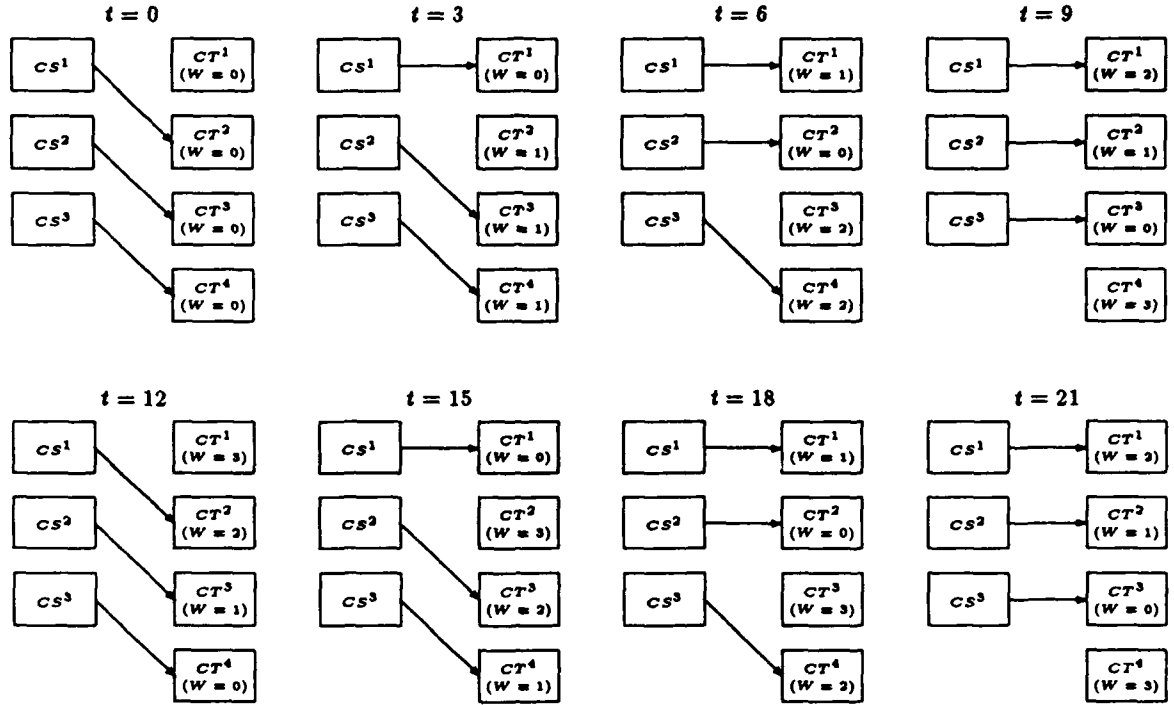 t = 0
t = 3
t = 6
t = 9
CS¹
CT¹
(W = 0)
CS²
CT²
(W = 0)
CS³
CT³
(W = 0)
CT⁴
(W = 0)
CS¹
CT¹
(W = 0)
CS²
CT²
(W = 1)
CS³
CT³
(W = 1)
CT⁴
(W = 1)
CS¹
CT¹
(W = 1)
CS²
CT²
(W = 0)
CS³
CT³
(W = 2)
CT⁴
(W = 2)
CS¹
CT¹
(W = 2)
CS²
CT²
(W = 1)
CS³
CT³
(W = 0)
CT⁴
(W = 3)
t = 12
t = 15
t = 18
t = 21
CS¹
CT¹
(W = 3)
CS²
CT²
(W = 2)
CS³
CT³
(W = 1)
CT⁴
(W = 0)
CS¹
CT¹
(W = 0)
CS²
CT²
(W = 3)
CS³
CT³
(W = 2)
CT⁴
(W = 1)
CS¹
CT¹
(W = 1)
CS²
CT²
(W = 0)
CS³
CT³
(W = 3)
CT⁴
(W = 2)
CS¹
CT¹
(W = 2)
CS²
CT²
(W = 1)
CS³
CT³
(W = 0)
CT⁴
(W = 3)